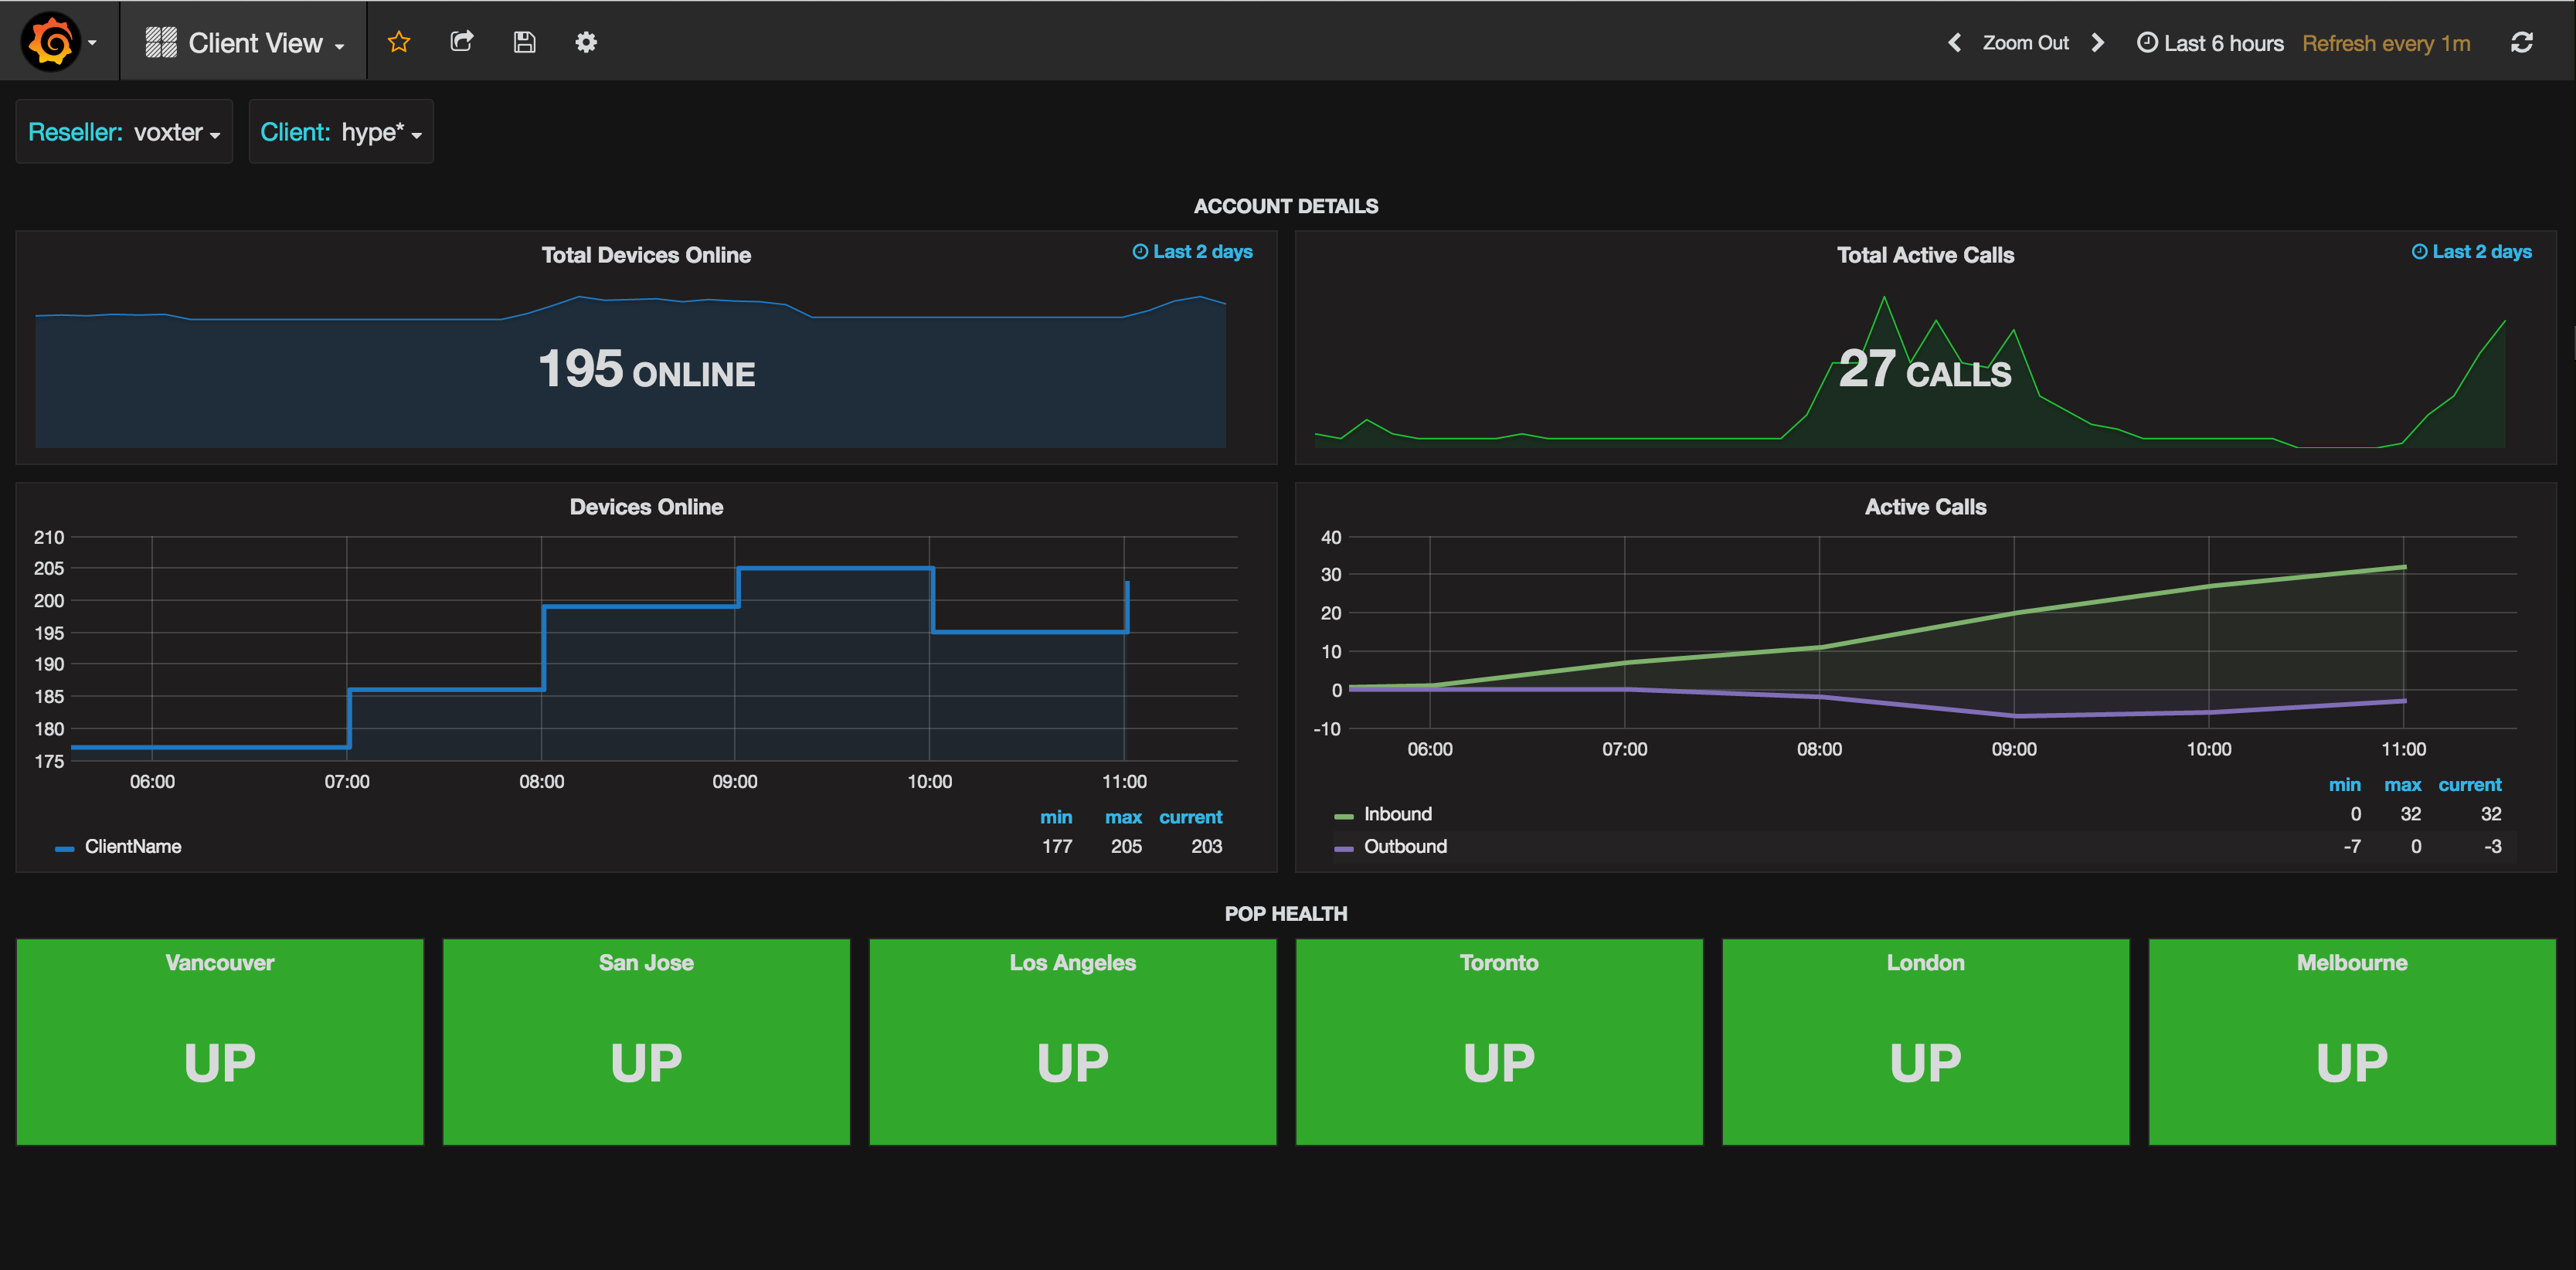 Client View
Zoom Out
Last 6 hours
Refresh every 1m
Reseller: voxter
Client: hype*
ACCOUNT DETAILS
Total Devices Online
Last 2 days
195 ONLINE
Total Active Calls
Last 2 days
27 CALLS
Devices Online
210
205
200
195
190
185
180
175
06:00 07:00 08:00 09:00 10:00 11:00
min max current
ClientName 177 205 203
Active Calls
40
30
20
10
0
-10
06:00 07:00 08:00 09:00 10:00 11:00
min max current
Inbound 0 32 32
Outbound -7 0 -3
POP HEALTH
Vancouver
UP
San Jose
UP
Los Angeles
UP
Toronto
UP
London
UP
Melbourne
UP